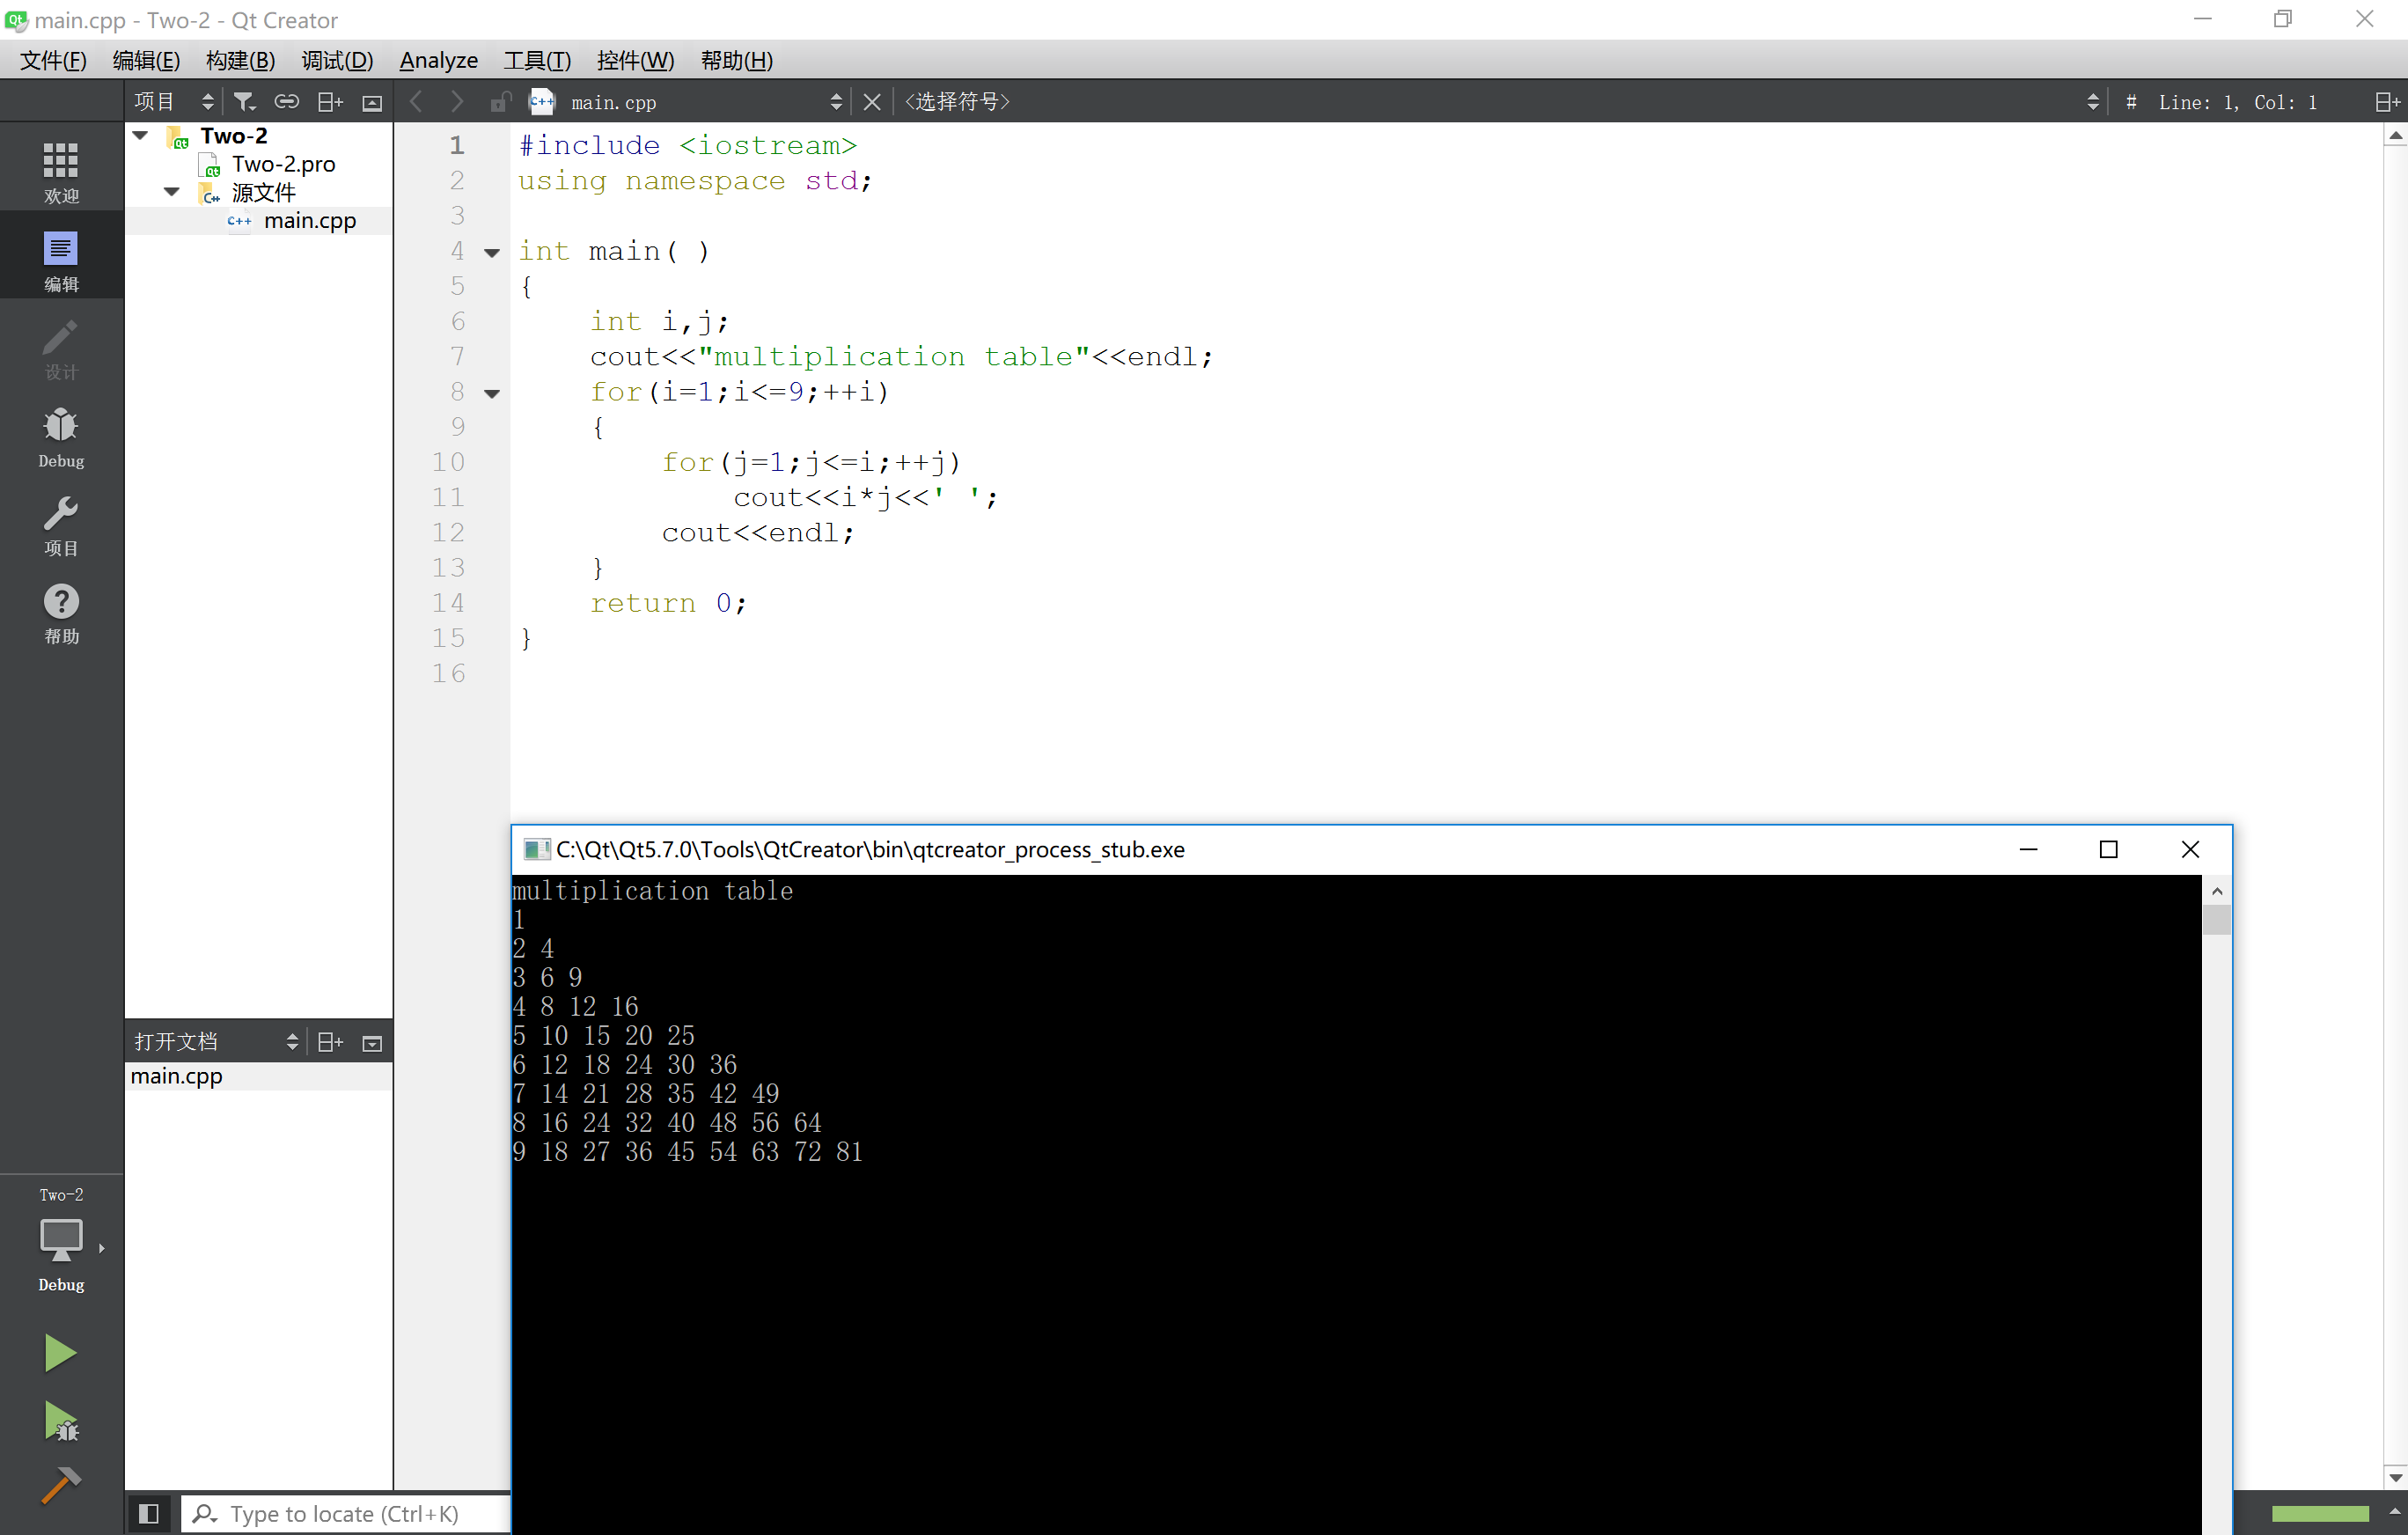 main.cpp - Two-2 - Qt Creator
文件(F) 编辑(E) 构建(B) 调试(D) Analyze 工具(T) 控件(W) 帮助(H)
项目 main.cpp <选择符号> # Line: 1, Col: 1
欢迎
编辑
设计
Debug
项目
帮助
Two-2
Two-2.pro
源文件
main.cpp
1 #include <iostream>
2 using namespace std;
3
4 int main( )
5 {
6 int i,j;
7 cout<<"multiplication table"<<endl;
8 for(i=1;i<=9;++i)
9 {
10 for(j=1;j<=i;++j)
11 cout<<i*j<<' ';
12 cout<<endl;
13 }
14 return 0;
15 }
16
打开文档
main.cpp
C:\Qt\Qt5.7.0\Tools\QtCreator\bin\qtcreator_process_stub.exe
multiplication table
1
2 4
3 6 9
4 8 12 16
5 10 15 20 25
6 12 18 24 30 36
7 14 21 28 35 42 49
8 16 24 32 40 48 56 64
9 18 27 36 45 54 63 72 81
Two-2
Debug
Type to locate (Ctrl+K)